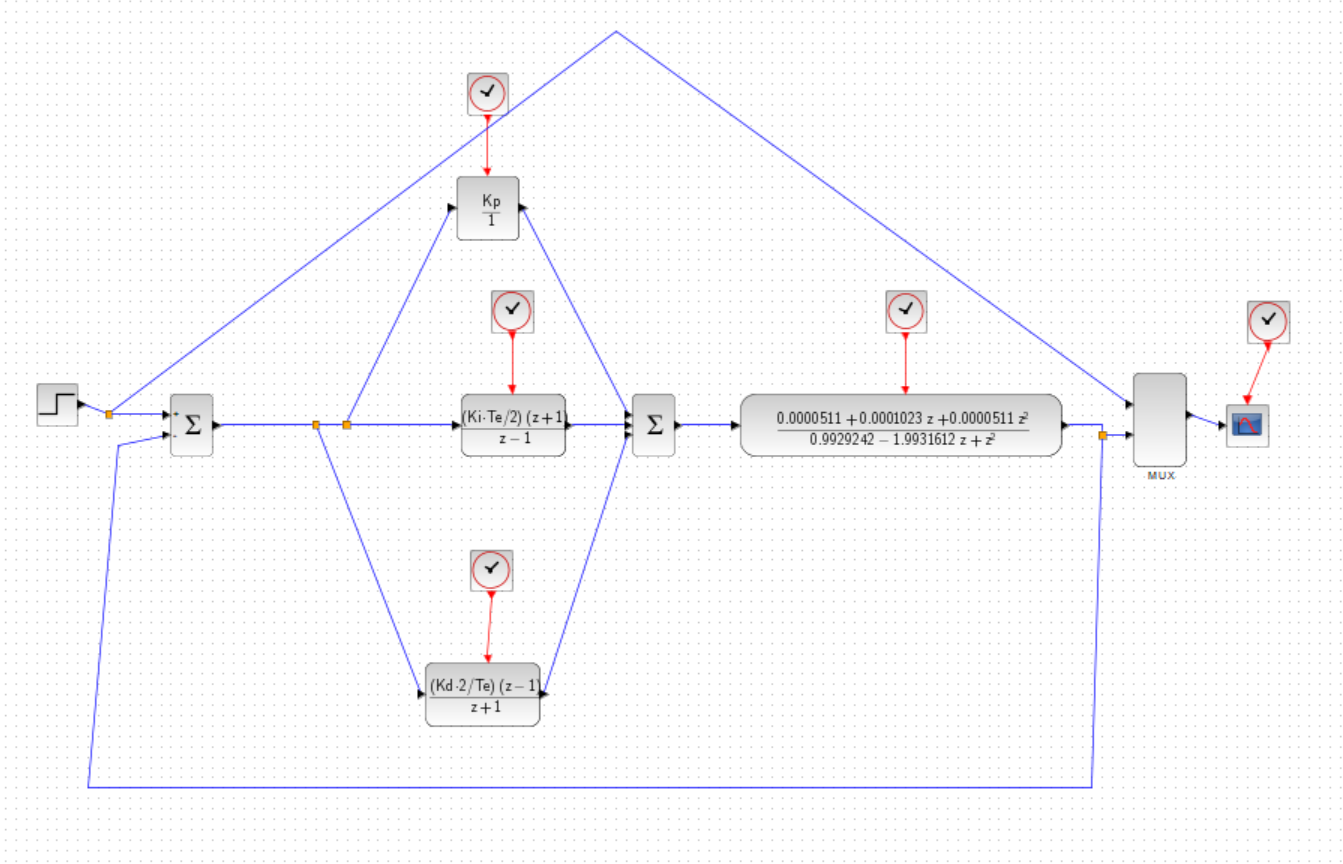 Kp
1
(Ki·Te/2) (z+1)
z−1
0.0000511 +0.0001023 z +0.0000511 z²
0.9929242 − 1.9931612 z + z²
+
Σ
-
Σ
MUX
(Kd·2/Te) (z−1)
z+1